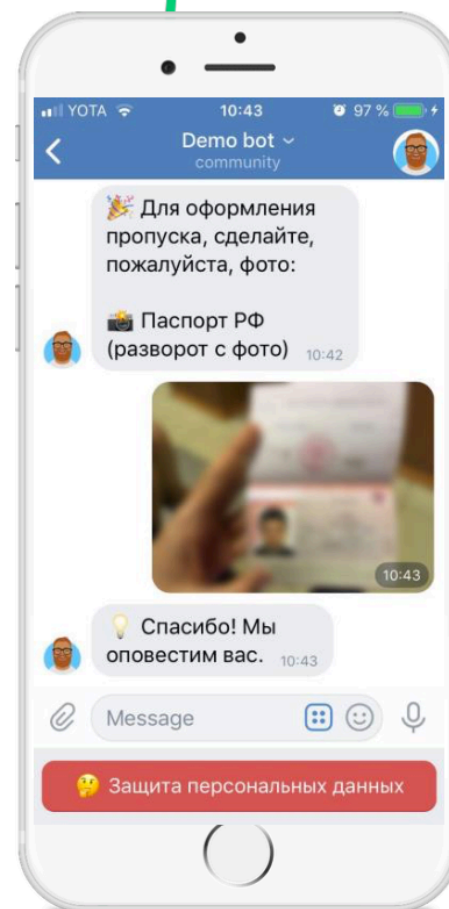 YOTA 10:43 97 %
Demo bot
community
🎉 Для оформления
пропуска, сделайте,
пожалуйста, фото:
📸 Паспорт РФ
(разворот с фото) 10:42
10:43
💡 Спасибо! Мы
оповестим вас. 10:43
Message
🤔 Защита персональных данных